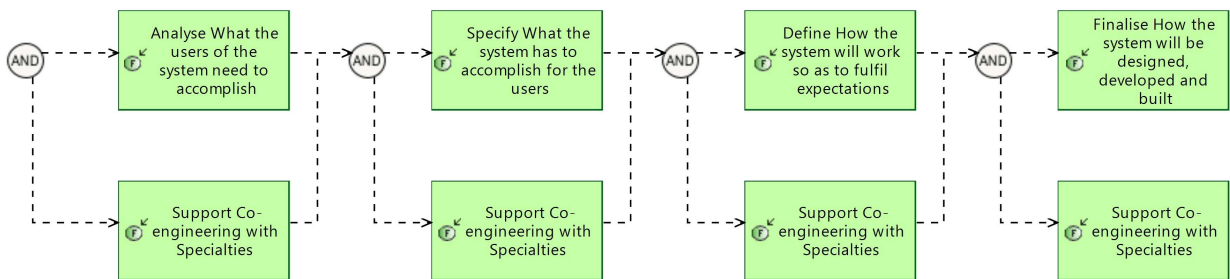 AND
F
Analyse What the
users of the
system need to
accomplish
AND
F
Specify What the
system has to
accomplish for the
users
AND
F
Define How the
system will work
so as to fulfil
expectations
AND
F
Finalise How the
system will be
designed,
developed and
built
F
Support Co-
engineering with
Specialties
F
Support Co-
engineering with
Specialties
F
Support Co-
engineering with
Specialties
F
Support Co-
engineering with
Specialties